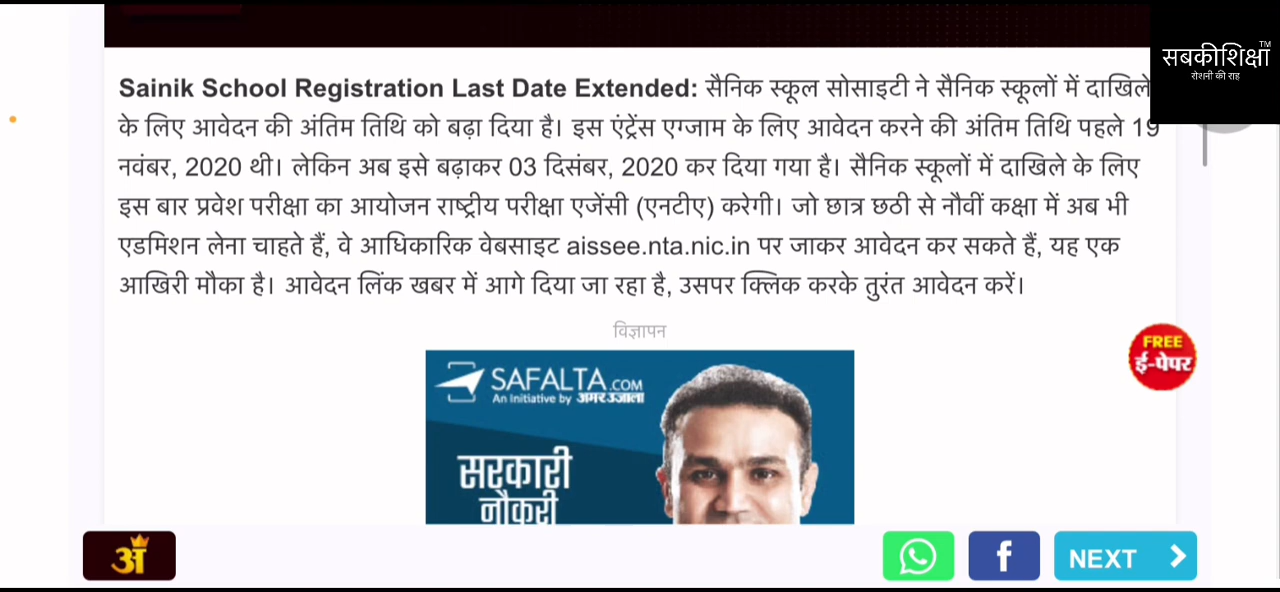 सबकीशिक्षा™
रोशनी की राह
Sainik School Registration Last Date Extended: सैनिक स्कूल सोसाइटी ने सैनिक स्कूलों में दाखिले
के लिए आवेदन की अंतिम तिथि को बढ़ा दिया है। इस एंट्रेंस एग्जाम के लिए आवेदन करने की अंतिम तिथि पहले 19
नवंबर, 2020 थी। लेकिन अब इसे बढ़ाकर 03 दिसंबर, 2020 कर दिया गया है। सैनिक स्कूलों में दाखिले के लिए
इस बार प्रवेश परीक्षा का आयोजन राष्ट्रीय परीक्षा एजेंसी (एनटीए) करेगी। जो छात्र छठी से नौवीं कक्षा में अब भी
एडमिशन लेना चाहते हैं, वे आधिकारिक वेबसाइट aissee.nta.nic.in पर जाकर आवेदन कर सकते हैं, यह एक
आखिरी मौका है। आवेदन लिंक खबर में आगे दिया जा रहा है, उसपर क्लिक करके तुरंत आवेदन करें।
विज्ञापन
FREE
ई-पेपर
SAFALTA.COM
An Initiative by अमर उजाला
सरकारी
नौकरी
अ
f
NEXT